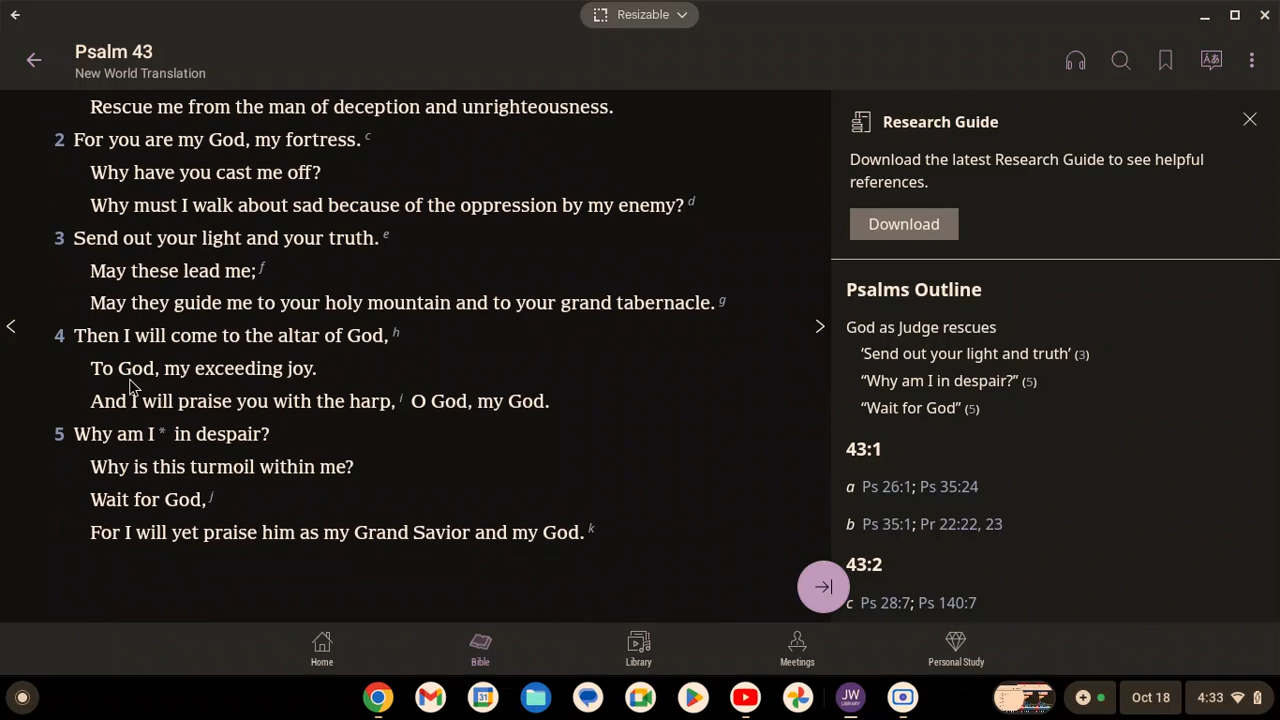 Resizable
Psalm 43
New World Translation
Rescue me from the man of deception and unrighteousness.
2 For you are my God, my fortress. c
Why have you cast me off?
Why must I walk about sad because of the oppression by my enemy? d
3 Send out your light and your truth. e
May these lead me; f
May they guide me to your holy mountain and to your grand tabernacle. g
4 Then I will come to the altar of God, h
To God, my exceeding joy.
And I will praise you with the harp, i O God, my God.
5 Why am I * in despair?
Why is this turmoil within me?
Wait for God, j
For I will yet praise him as my Grand Savior and my God. k
Research Guide
Download the latest Research Guide to see helpful
references.
Download
Psalms Outline
God as Judge rescues
‘Send out your light and truth’ (3)
“Why am I in despair?” (5)
“Wait for God” (5)
43:1
a Ps 26:1; Ps 35:24
b Ps 35:1; Pr 22:22, 23
43:2
c Ps 28:7; Ps 140:7
Home
Bible
Library
Meetings
Personal Study
31
JW
LIBRARY
Oct 18
4:33